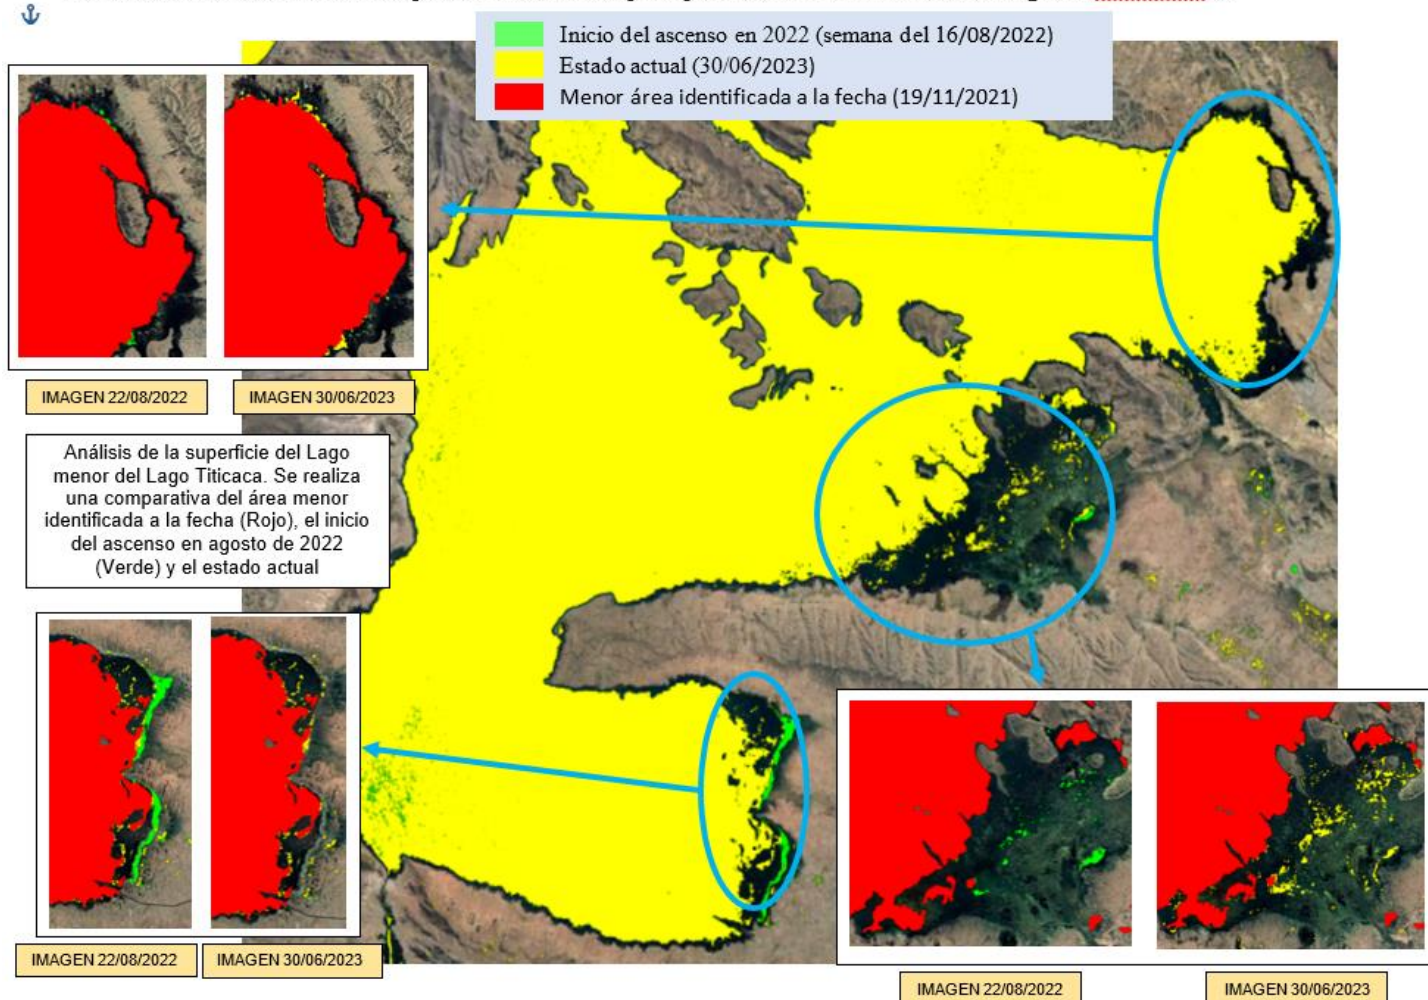 Inicio del ascenso en 2022 (semana del 16/08/2022)
Estado actual (30/06/2023)
Menor área identificada a la fecha (19/11/2021)
IMAGEN 22/08/2022
IMAGEN 30/06/2023
Análisis de la superficie del Lago
menor del Lago Titicaca. Se realiza
una comparativa del área menor
identificada a la fecha (Rojo), el inicio
del ascenso en agosto de 2022
(Verde) y el estado actual
IMAGEN 22/08/2022
IMAGEN 30/06/2023
IMAGEN 22/08/2022
IMAGEN 30/06/2023